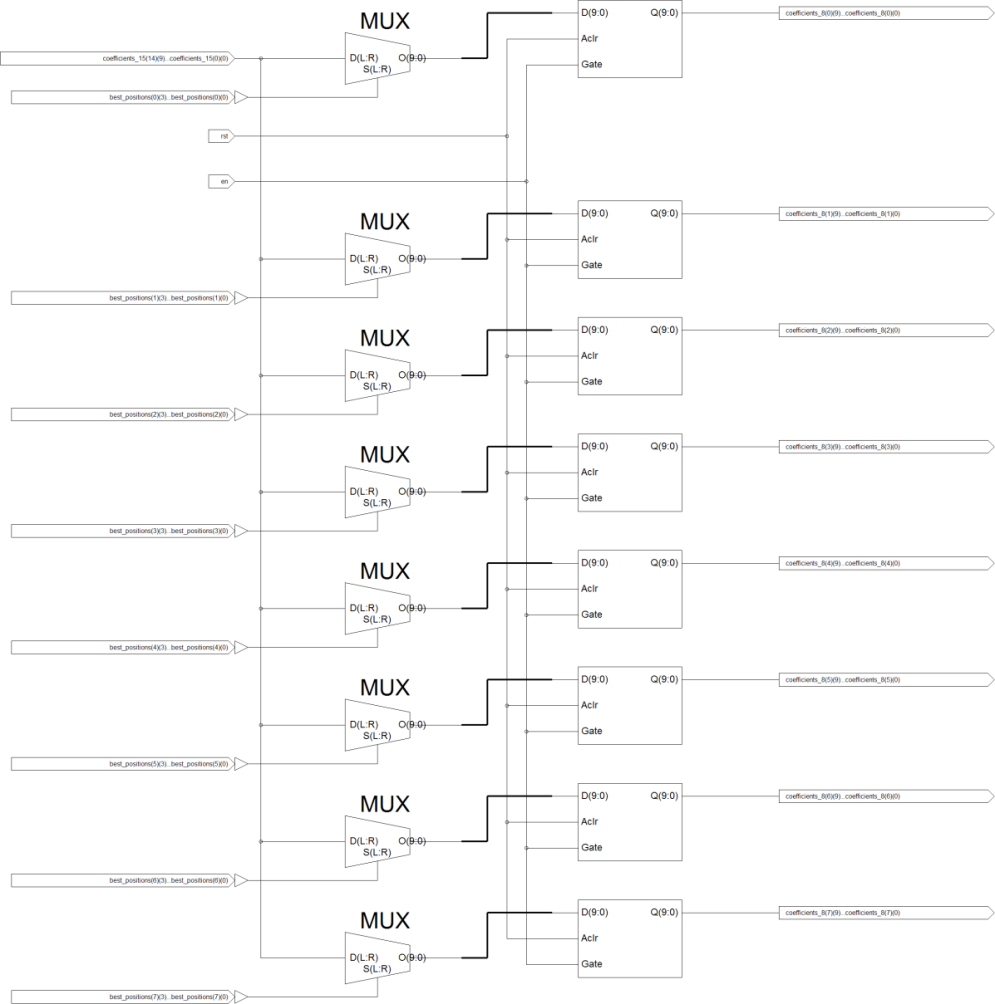 MUX
D(9:0) Q(9:0) coefficients_8(0)(9)...coefficients_8(0)(0)
Aclr
coefficients_15(14)(9)...coefficients_15(0)(0) D(L:R) O(9:0)
S(L:R) Gate
best_positions(0)(3)...best_positions(0)(0)
rst
en
MUX
D(9:0) Q(9:0) coefficients_8(1)(9)...coefficients_8(1)(0)
Aclr
D(L:R) O(9:0)
S(L:R) Gate
best_positions(1)(3)...best_positions(1)(0)
MUX
D(9:0) Q(9:0) coefficients_8(2)(9)...coefficients_8(2)(0)
Aclr
D(L:R) O(9:0)
S(L:R) Gate
best_positions(2)(3)...best_positions(2)(0)
MUX
D(9:0) Q(9:0) coefficients_8(3)(9)...coefficients_8(3)(0)
Aclr
D(L:R) O(9:0)
S(L:R) Gate
best_positions(3)(3)...best_positions(3)(0)
MUX
D(9:0) Q(9:0) coefficients_8(4)(9)...coefficients_8(4)(0)
Aclr
D(L:R) O(9:0)
S(L:R) Gate
best_positions(4)(3)...best_positions(4)(0)
MUX
D(9:0) Q(9:0) coefficients_8(5)(9)...coefficients_8(5)(0)
Aclr
D(L:R) O(9:0)
S(L:R) Gate
best_positions(5)(3)...best_positions(5)(0)
MUX
D(9:0) Q(9:0) coefficients_8(6)(9)...coefficients_8(6)(0)
Aclr
D(L:R) O(9:0)
S(L:R) Gate
best_positions(6)(3)...best_positions(6)(0)
MUX
D(9:0) Q(9:0) coefficients_8(7)(9)...coefficients_8(7)(0)
Aclr
D(L:R) O(9:0)
S(L:R) Gate
best_positions(7)(3)...best_positions(7)(0)